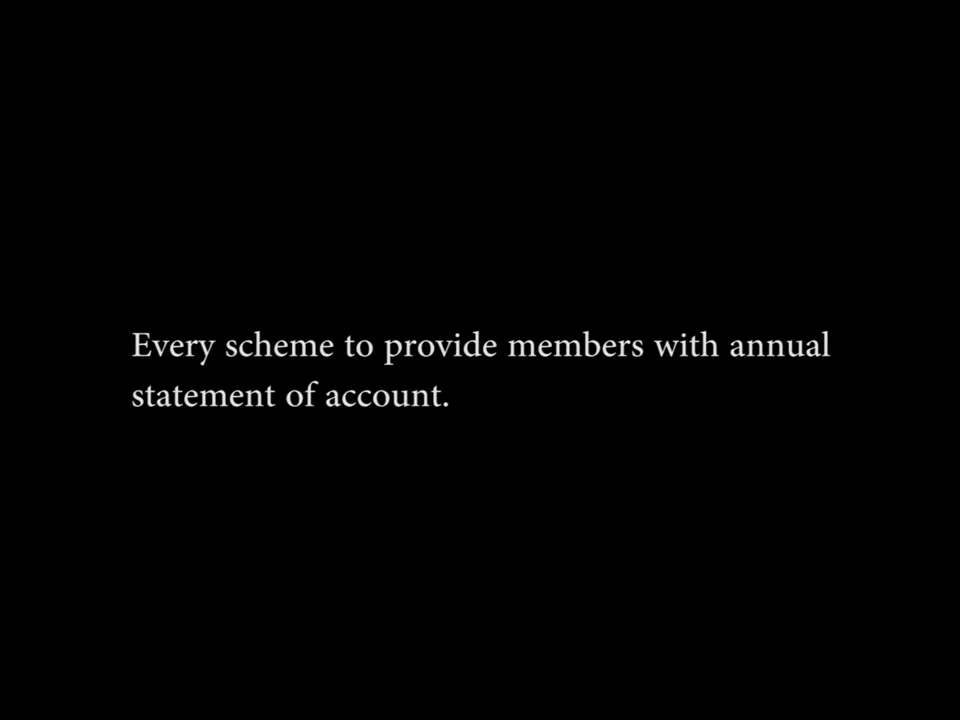 Every scheme to provide members with annual
statement of account.